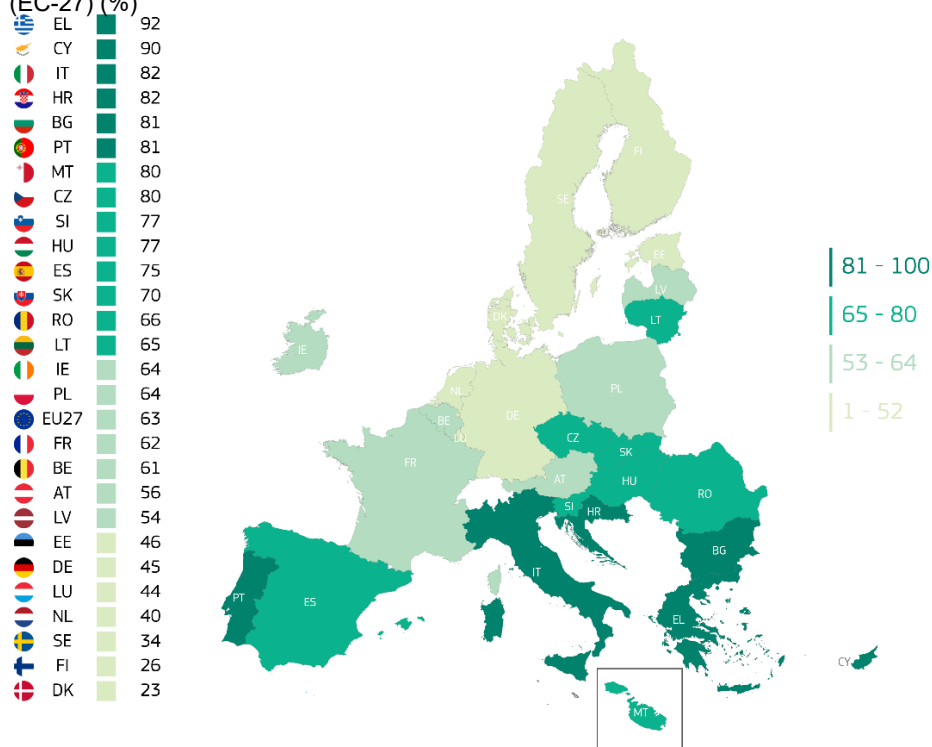 (EC-27) (%)
EL 92
CY 90
IT 82
HR 82
BG 81
PT 81
MT 80
CZ 80
SI 77
HU 77
ES 75
SK 70
RO 66
LT 65
IE 64
PL 64
EU27 63
FR 62
BE 61
AT 56
LV 54
EE 46
DE 45
LU 44
NL 40
SE 34
FI 26
DK 23
FI
SE
EE
LV
DK
LT
IE
PL
NL
BE
DE
LU
CZ
SK
FR
AT
HU
RO
SI
HR
BG
IT
PT
ES
EL
CY
MT
81 - 100
65 - 80
53 - 64
1 - 52